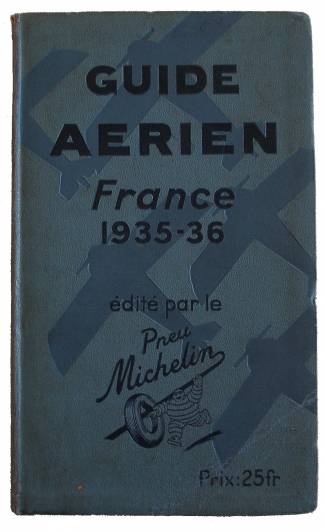 GUIDE
AERIEN
France
1935-36
édité par le
Pneu
Michelin
Prix:25fr